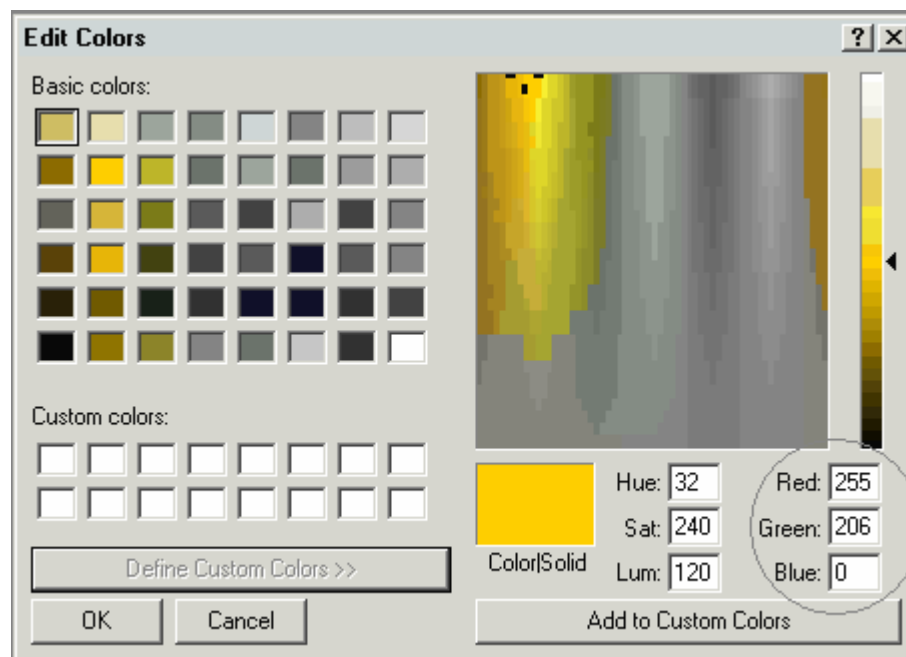 Edit Colors
Basic colors:
Custom colors:
Define Custom Colors >>
OK Cancel
Color|Solid
Hue: 32 Red: 255
Sat: 240 Green: 206
Lum: 120 Blue: 0
Add to Custom Colors